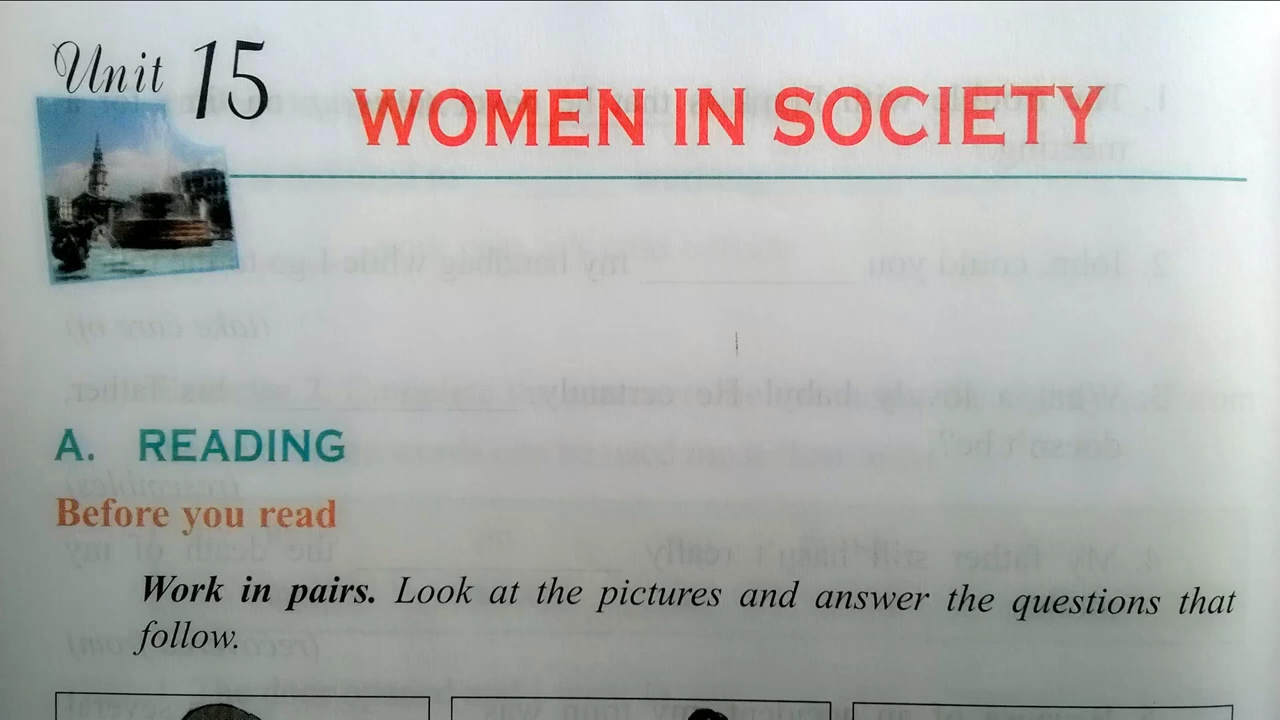 Unit 15
WOMEN IN SOCIETY
A. READING
Before you read
Work in pairs. Look at the pictures and answer the questions that
follow.